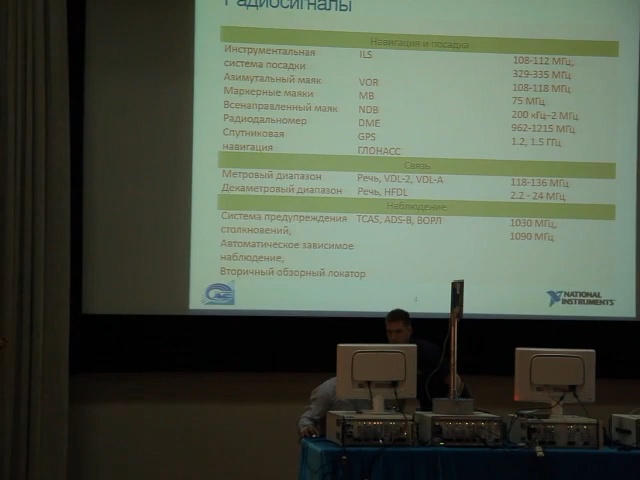 Радиосигналы
Навигация и посадка
Инструментальная система посадки ILS 108-112 МГц, 329-335 МГц
Азимутальный маяк VOR 108-118 МГц
Маркерные маяки MB 75 МГц
Всенаправленный маяк NDB 200 кГц–2 МГц
Радиодальномер DME 962-1215 МГц
Спутниковая навигация GPS ГЛОНАСС 1.2, 1.5 ГГц
Связь
Метровый диапазон Речь, VDL-2, VDL-A 118-136 МГц
Декаметровый диапазон Речь, HFDL 2.2 - 24 МГц
Наблюдение
Система предупреждения TCAS, ADS-B, ВОРЛ 1030 МГц,
столкновений, 1090 МГц
Автоматическое зависимое
наблюдение,
Вторичный обзорный локатор
NATIONAL
INSTRUMENTS